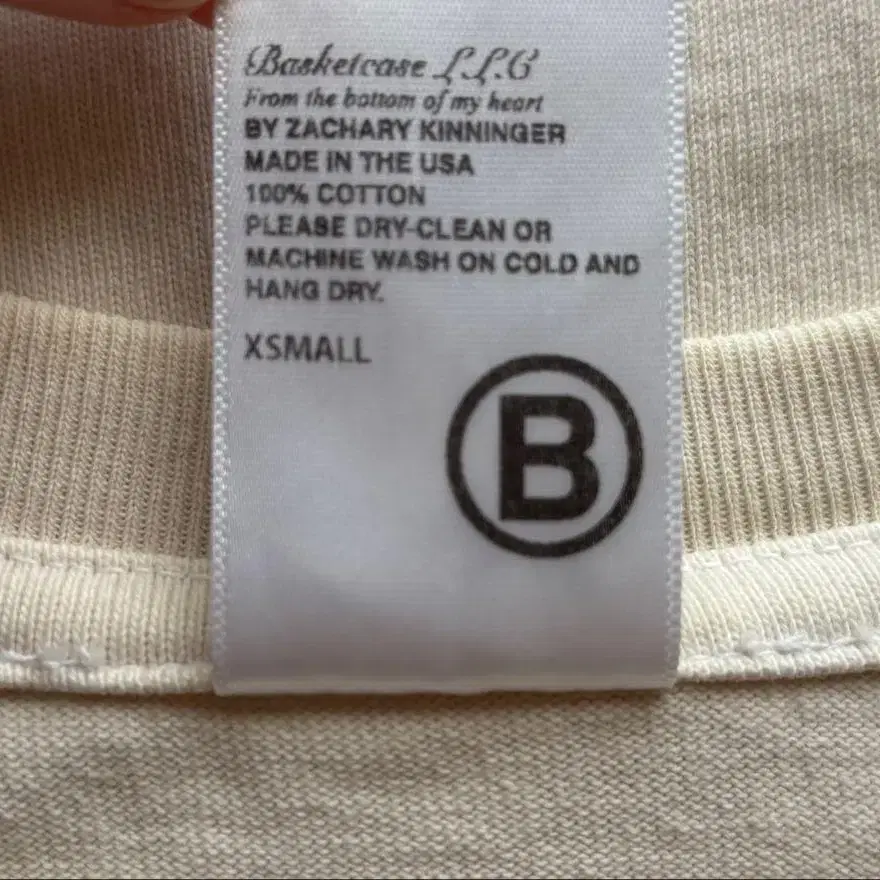 Basketcase L.L.C
From the bottom of my heart
BY ZACHARY KINNINGER
MADE IN THE USA
100% COTTON
PLEASE DRY-CLEAN OR
MACHINE WASH ON COLD AND
HANG DRY.
XSMALL
B